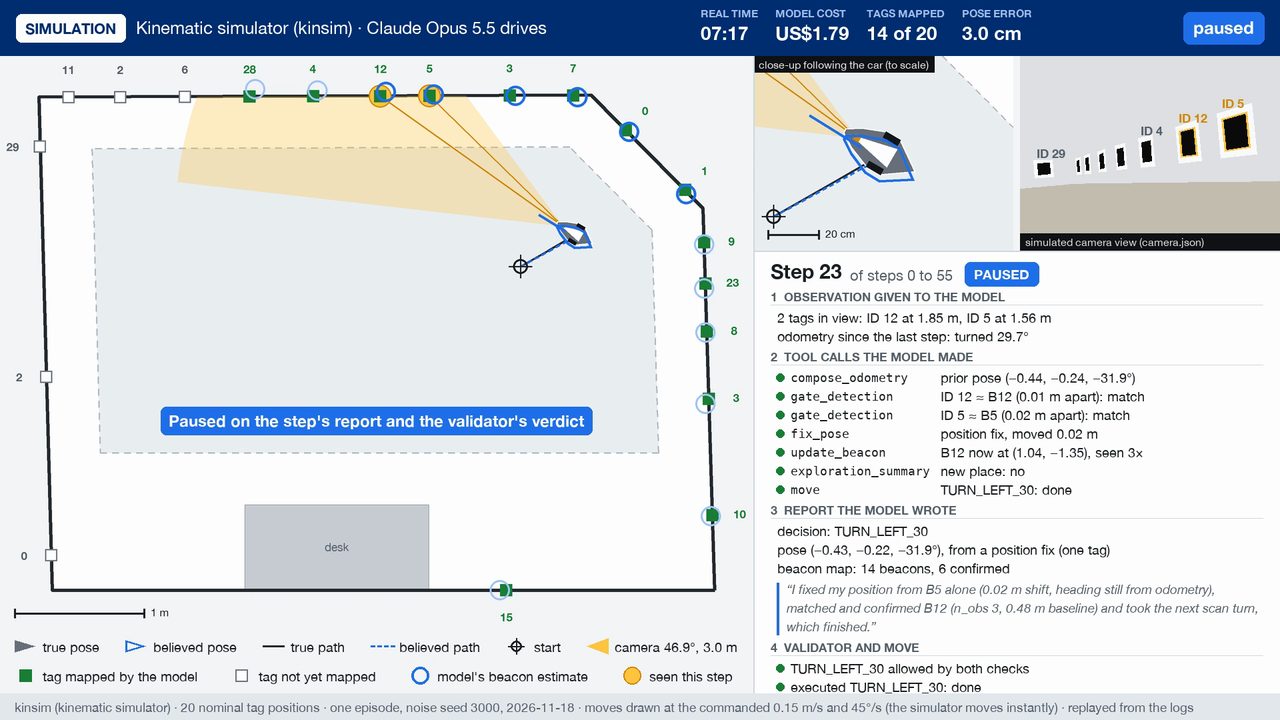 SIMULATION
Kinematic simulator (kinsim) · Claude Opus 5.5 drives
REAL TIME
07:17
MODEL COST
US$1.79
TAGS MAPPED
14 of 20
POSE ERROR
3.0 cm
paused
11
2
6
28
4
12
5
3
7
0
1
9
23
8
3
10
15
29
2
0
Paused on the step's report and the validator's verdict
desk
1 m
true pose
believed pose
true path
believed path
start
camera 46.9°, 3.0 m
tag mapped by the model
tag not yet mapped
model's beacon estimate
seen this step
close-up following the car (to scale)
20 cm
ID 29
ID 4
ID 12
ID 5
simulated camera view (camera.json)
Step 23 of steps 0 to 55 PAUSED
1 OBSERVATION GIVEN TO THE MODEL
2 tags in view: ID 12 at 1.85 m, ID 5 at 1.56 m
odometry since the last step: turned 29.7°
2 TOOL CALLS THE MODEL MADE
compose_odometry prior pose (−0.44, −0.24, −31.9°)
gate_detection ID 12 ≈ B12 (0.01 m apart): match
gate_detection ID 5 ≈ B5 (0.02 m apart): match
fix_pose position fix, moved 0.02 m
update_beacon B12 now at (1.04, −1.35), seen 3x
exploration_summary new place: no
move TURN_LEFT_30: done
3 REPORT THE MODEL WROTE
decision: TURN_LEFT_30
pose (−0.43, −0.22, −31.9°), from a position fix (one tag)
beacon map: 14 beacons, 6 confirmed
“I fixed my position from B5 alone (0.02 m shift, heading still from odometry),
matched and confirmed B12 (n_obs 3, 0.48 m baseline) and took the next scan turn,
which finished.”
4 VALIDATOR AND MOVE
TURN_LEFT_30 allowed by both checks
executed TURN_LEFT_30: done
kinsim (kinematic simulator) · 20 nominal tag positions · one episode, noise seed 3000, 2026-11-18 · moves drawn at the commanded 0.15 m/s and 45°/s (the simulator moves instantly) · replayed from the logs